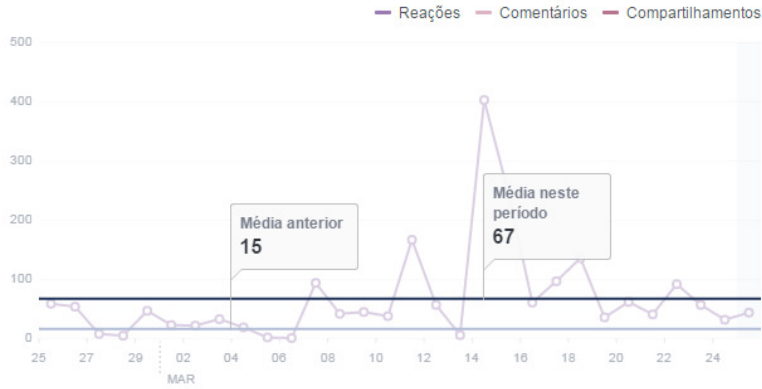 Reações Comentários Compartilhamentos
500
400
300
200
100
0
Média anterior
15
Média neste
período
67
25 27 29 02 04 06 08 10 12 14 16 18 20 22 24
MAR